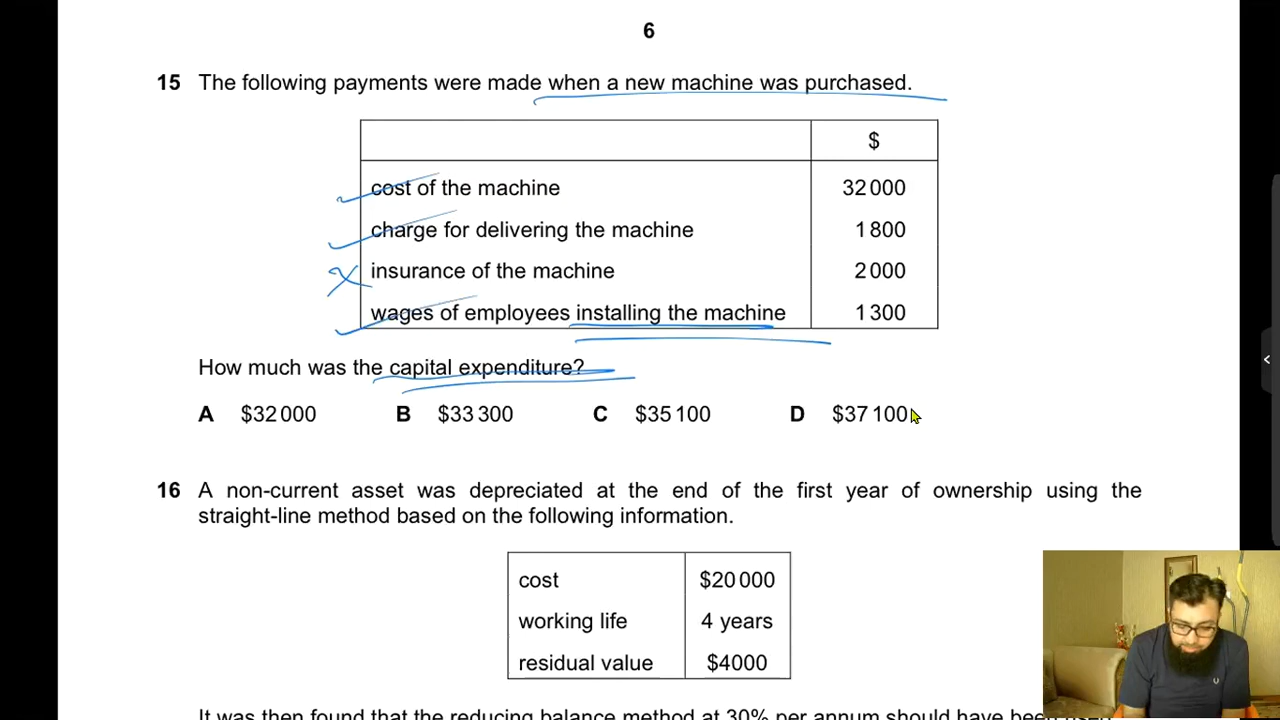 6
15 The following payments were made when a new machine was purchased.
$
cost of the machine 32 000
charge for delivering the machine 1 800
insurance of the machine 2 000
wages of employees installing the machine 1 300
How much was the capital expenditure?
A $32 000 B $33 300 C $35 100 D $37 100
16 A non-current asset was depreciated at the end of the first year of ownership using the
straight-line method based on the following information.
cost $20 000
working life 4 years
residual value $4000
It was then found that the reducing balance method at 30% per annum should have been